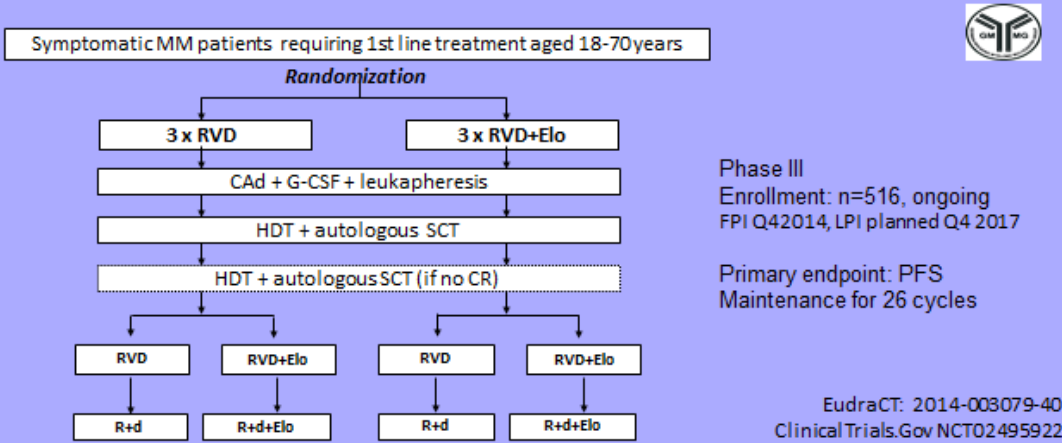 GM MG
Symptomatic MM patients requiring 1st line treatment aged 18-70 years
Randomization
3 x RVD
3 x RVD+Elo
CAd + G-CSF + leukapheresis
HDT + autologous SCT
HDT + autologous SCT (if no CR)
RVD
RVD+Elo
RVD
RVD+Elo
R+d
R+d+Elo
R+d
R+d+Elo
Phase III
Enrollment: n=516, ongoing
FPI Q42014, LPI planned Q4 2017
Primary endpoint: PFS
Maintenance for 26 cycles
EudraCT: 2014-003079-40
ClinicalTrials.Gov NCT02495922